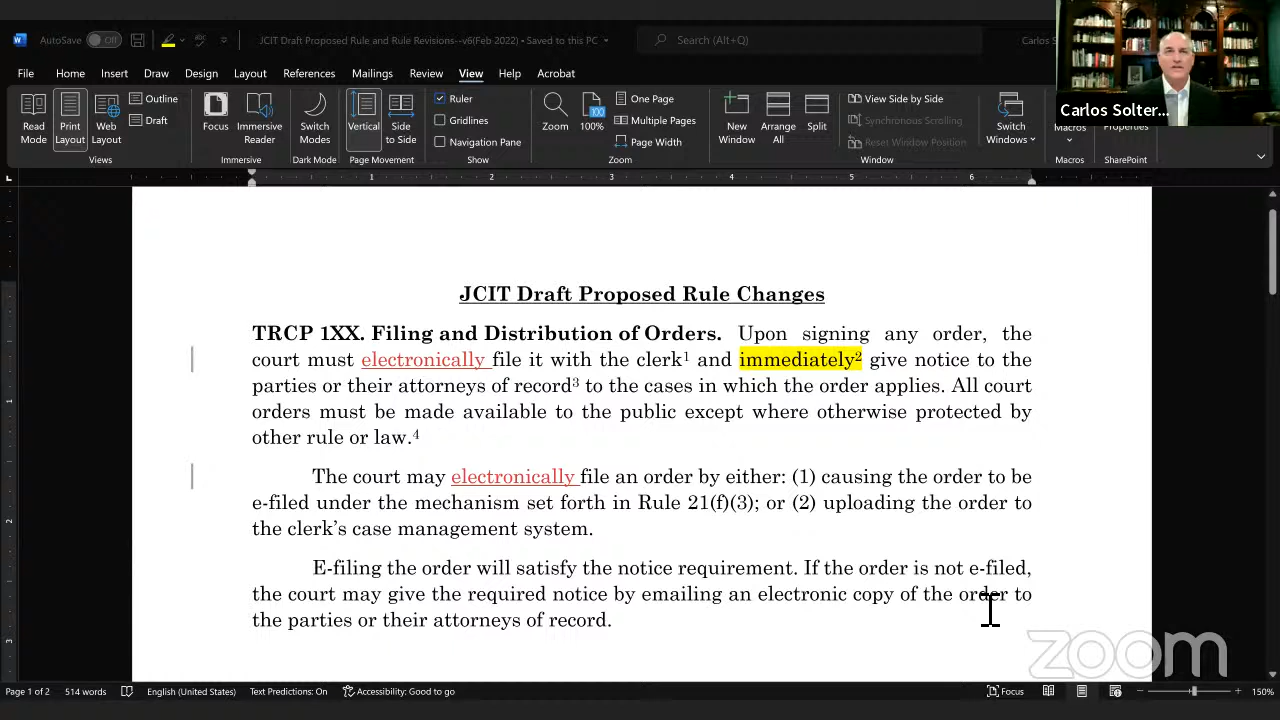 AutoSave Off JCIT Draft Proposed Rule and Rule Revisions--v6(Feb 2022) • Saved to this PC Search (Alt+Q) Carlos S
File Home Insert Draw Design Layout References Mailings Review View Help Acrobat
Carlos Solter...
Read Mode
Print Layout
Web Layout
Outline
Draft
Views
Focus
Immersive Reader
Immersive
Switch Modes
Dark Mode
Vertical
Side to Side
Page Movement
Ruler
Gridlines
Navigation Pane
Show
Zoom
100
100%
One Page
Multiple Pages
Page Width
Zoom
New Window
Arrange All
Split
View Side by Side
Synchronous Scrolling
Reset Window Position
Switch Windows
Window
Macros
Macros
Properties
SharePoint
1 2 3 4 5 6
JCIT Draft Proposed Rule Changes
TRCP 1XX. Filing and Distribution of Orders. Upon signing any order, the
court must electronically file it with the clerk¹ and immediately² give notice to the
parties or their attorneys of record³ to the cases in which the order applies. All court
orders must be made available to the public except where otherwise protected by
other rule or law.⁴
The court may electronically file an order by either: (1) causing the order to be
e-filed under the mechanism set forth in Rule 21(f)(3); or (2) uploading the order to
the clerk's case management system.
E-filing the order will satisfy the notice requirement. If the order is not e-filed,
the court may give the required notice by emailing an electronic copy of the order to
the parties or their attorneys of record.
zoom
Page 1 of 2 514 words English (United States) Text Predictions: On Accessibility: Good to go Focus 150%